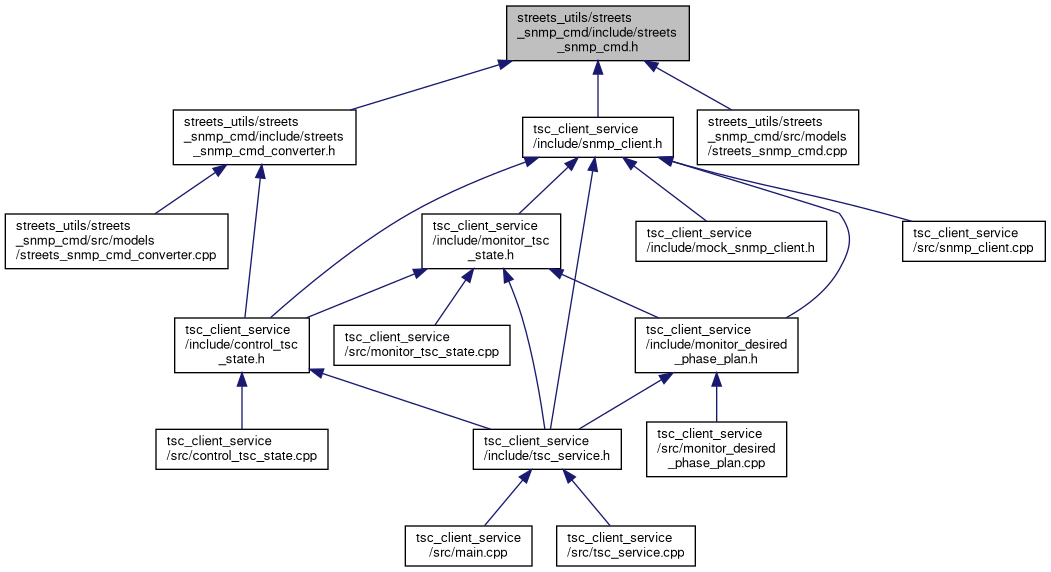 streets_utils/streets
_snmp_cmd/include/streets
_snmp_cmd.h
streets_utils/streets
_snmp_cmd/include/streets
_snmp_cmd_converter.h
tsc_client_service
/include/snmp_client.h
streets_utils/streets
_snmp_cmd/src/models
/streets_snmp_cmd.cpp
streets_utils/streets
_snmp_cmd/src/models
/streets_snmp_cmd_converter.cpp
tsc_client_service
/include/monitor_tsc
_state.h
tsc_client_service
/include/mock_snmp_client.h
tsc_client_service
/src/snmp_client.cpp
tsc_client_service
/include/control_tsc
_state.h
tsc_client_service
/src/monitor_tsc_state.cpp
tsc_client_service
/include/monitor_desired
_phase_plan.h
tsc_client_service
/src/control_tsc_state.cpp
tsc_client_service
/include/tsc_service.h
tsc_client_service
/src/monitor_desired
_phase_plan.cpp
tsc_client_service
/src/main.cpp
tsc_client_service
/src/tsc_service.cpp